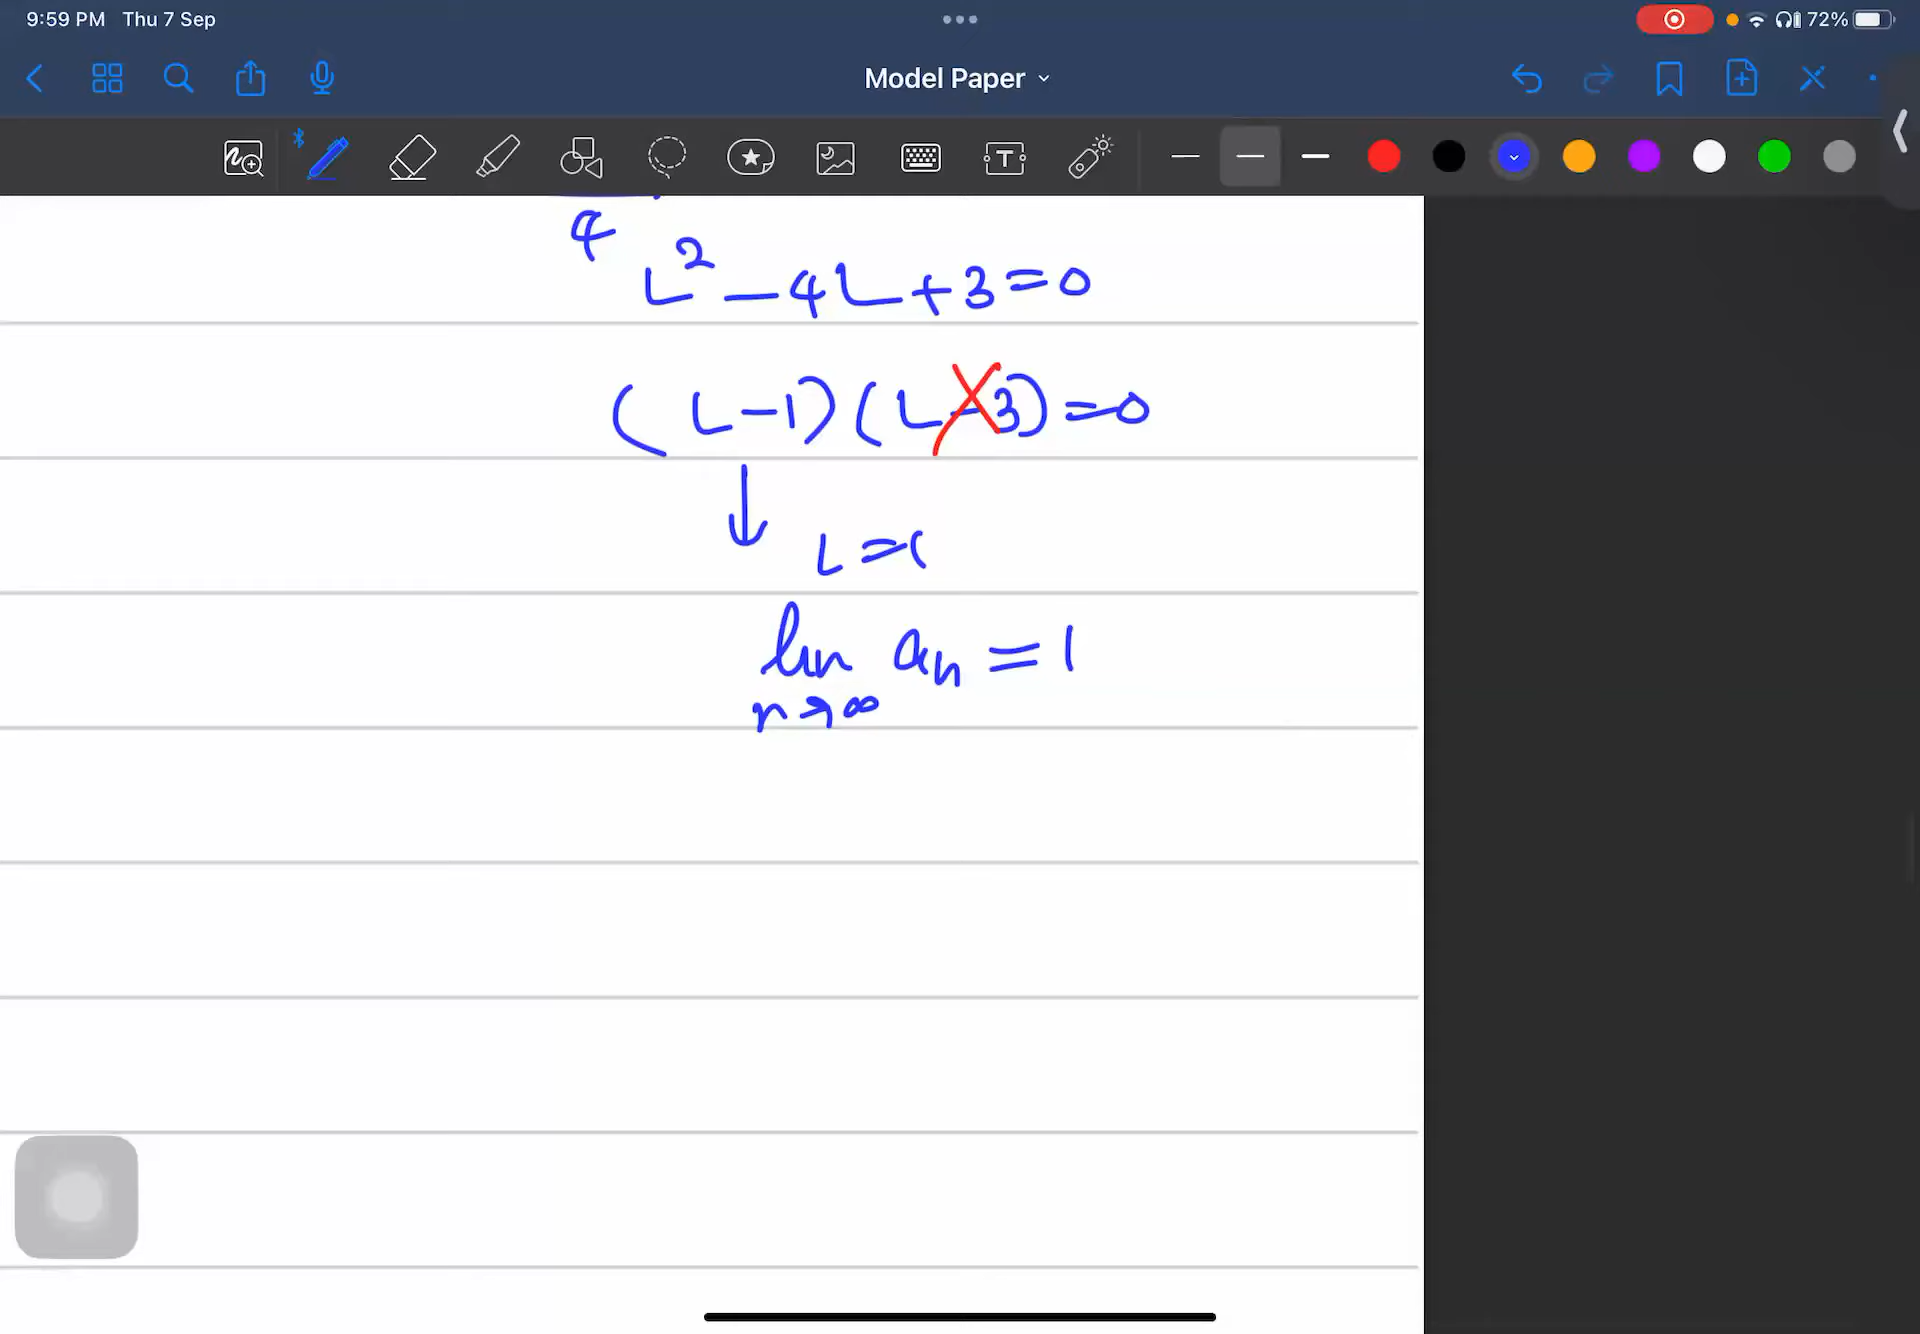 9:59 PM Thu 7 Sep
72%
Model Paper
T
4
L² - 4L + 3 = 0
(L - 1)(L - 3) = 0
↓
L = 1
lim aₙ = 1
n → ∞